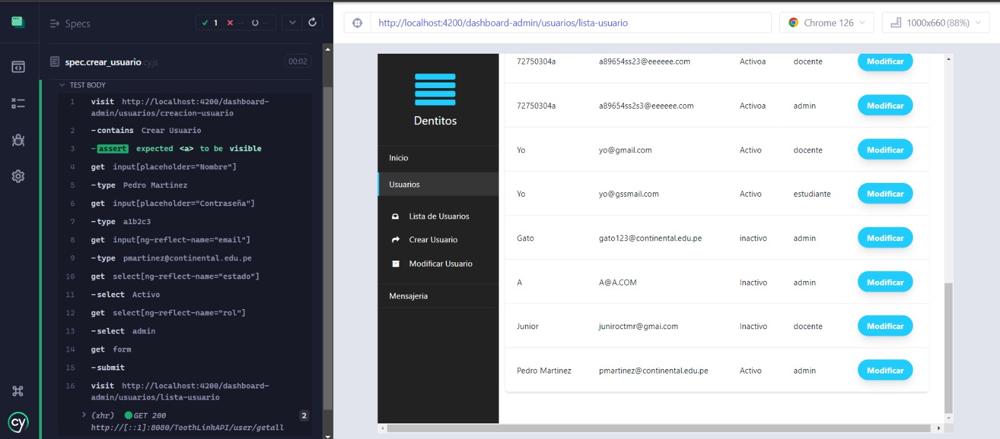 Specs
1 -- --
http://localhost:4200/dashboard-admin/usuarios/lista-usuario
Chrome 126
1000x660 (88%)
spec.crear_usuario cy.js
00:02
TEST BODY
1 visit http://localhost:4200/dashboard-
admin/usuarios/creacion-usuario
2 -contains Crear Usuario
3 -assert expected <a> to be visible
4 get input[placeholder="Nombre"]
5 -type Pedro Martinez
6 get input[placeholder="Contraseña"]
7 -type a1b2c3
8 get input[ng-reflect-name="email"]
9 -type pmartinez@continental.edu.pe
10 get select[ng-reflect-name="estado"]
11 -select Activo
12 get select[ng-reflect-name="rol"]
13 -select admin
14 get form
15 -submit
16 visit http://localhost:4200/dashboard-
admin/usuarios/lista-usuario
(xhr) GET 200
2
http://[::1]:8080/ToothLinkAPI/user/getall
cy
Dentitos
Inicio
Usuarios
Lista de Usuarios
Crear Usuario
Modificar Usuario
Mensajeria
72750304a a89654ss23@eeeeee.com Activoa docente Modificar
72750304a a89654ss2s3@eeeeee.com Activoa admin Modificar
Yo yo@gmail.com Activo docente Modificar
Yo yo@gssmail.com Activo estudiante Modificar
Gato gato123@continental.edu.pe inactivo admin Modificar
A A@A.COM Inactivo admin Modificar
Junior juniroctmr@gmai.com Inactivo docente Modificar
Pedro Martinez pmartinez@continental.edu.pe Activo admin Modificar